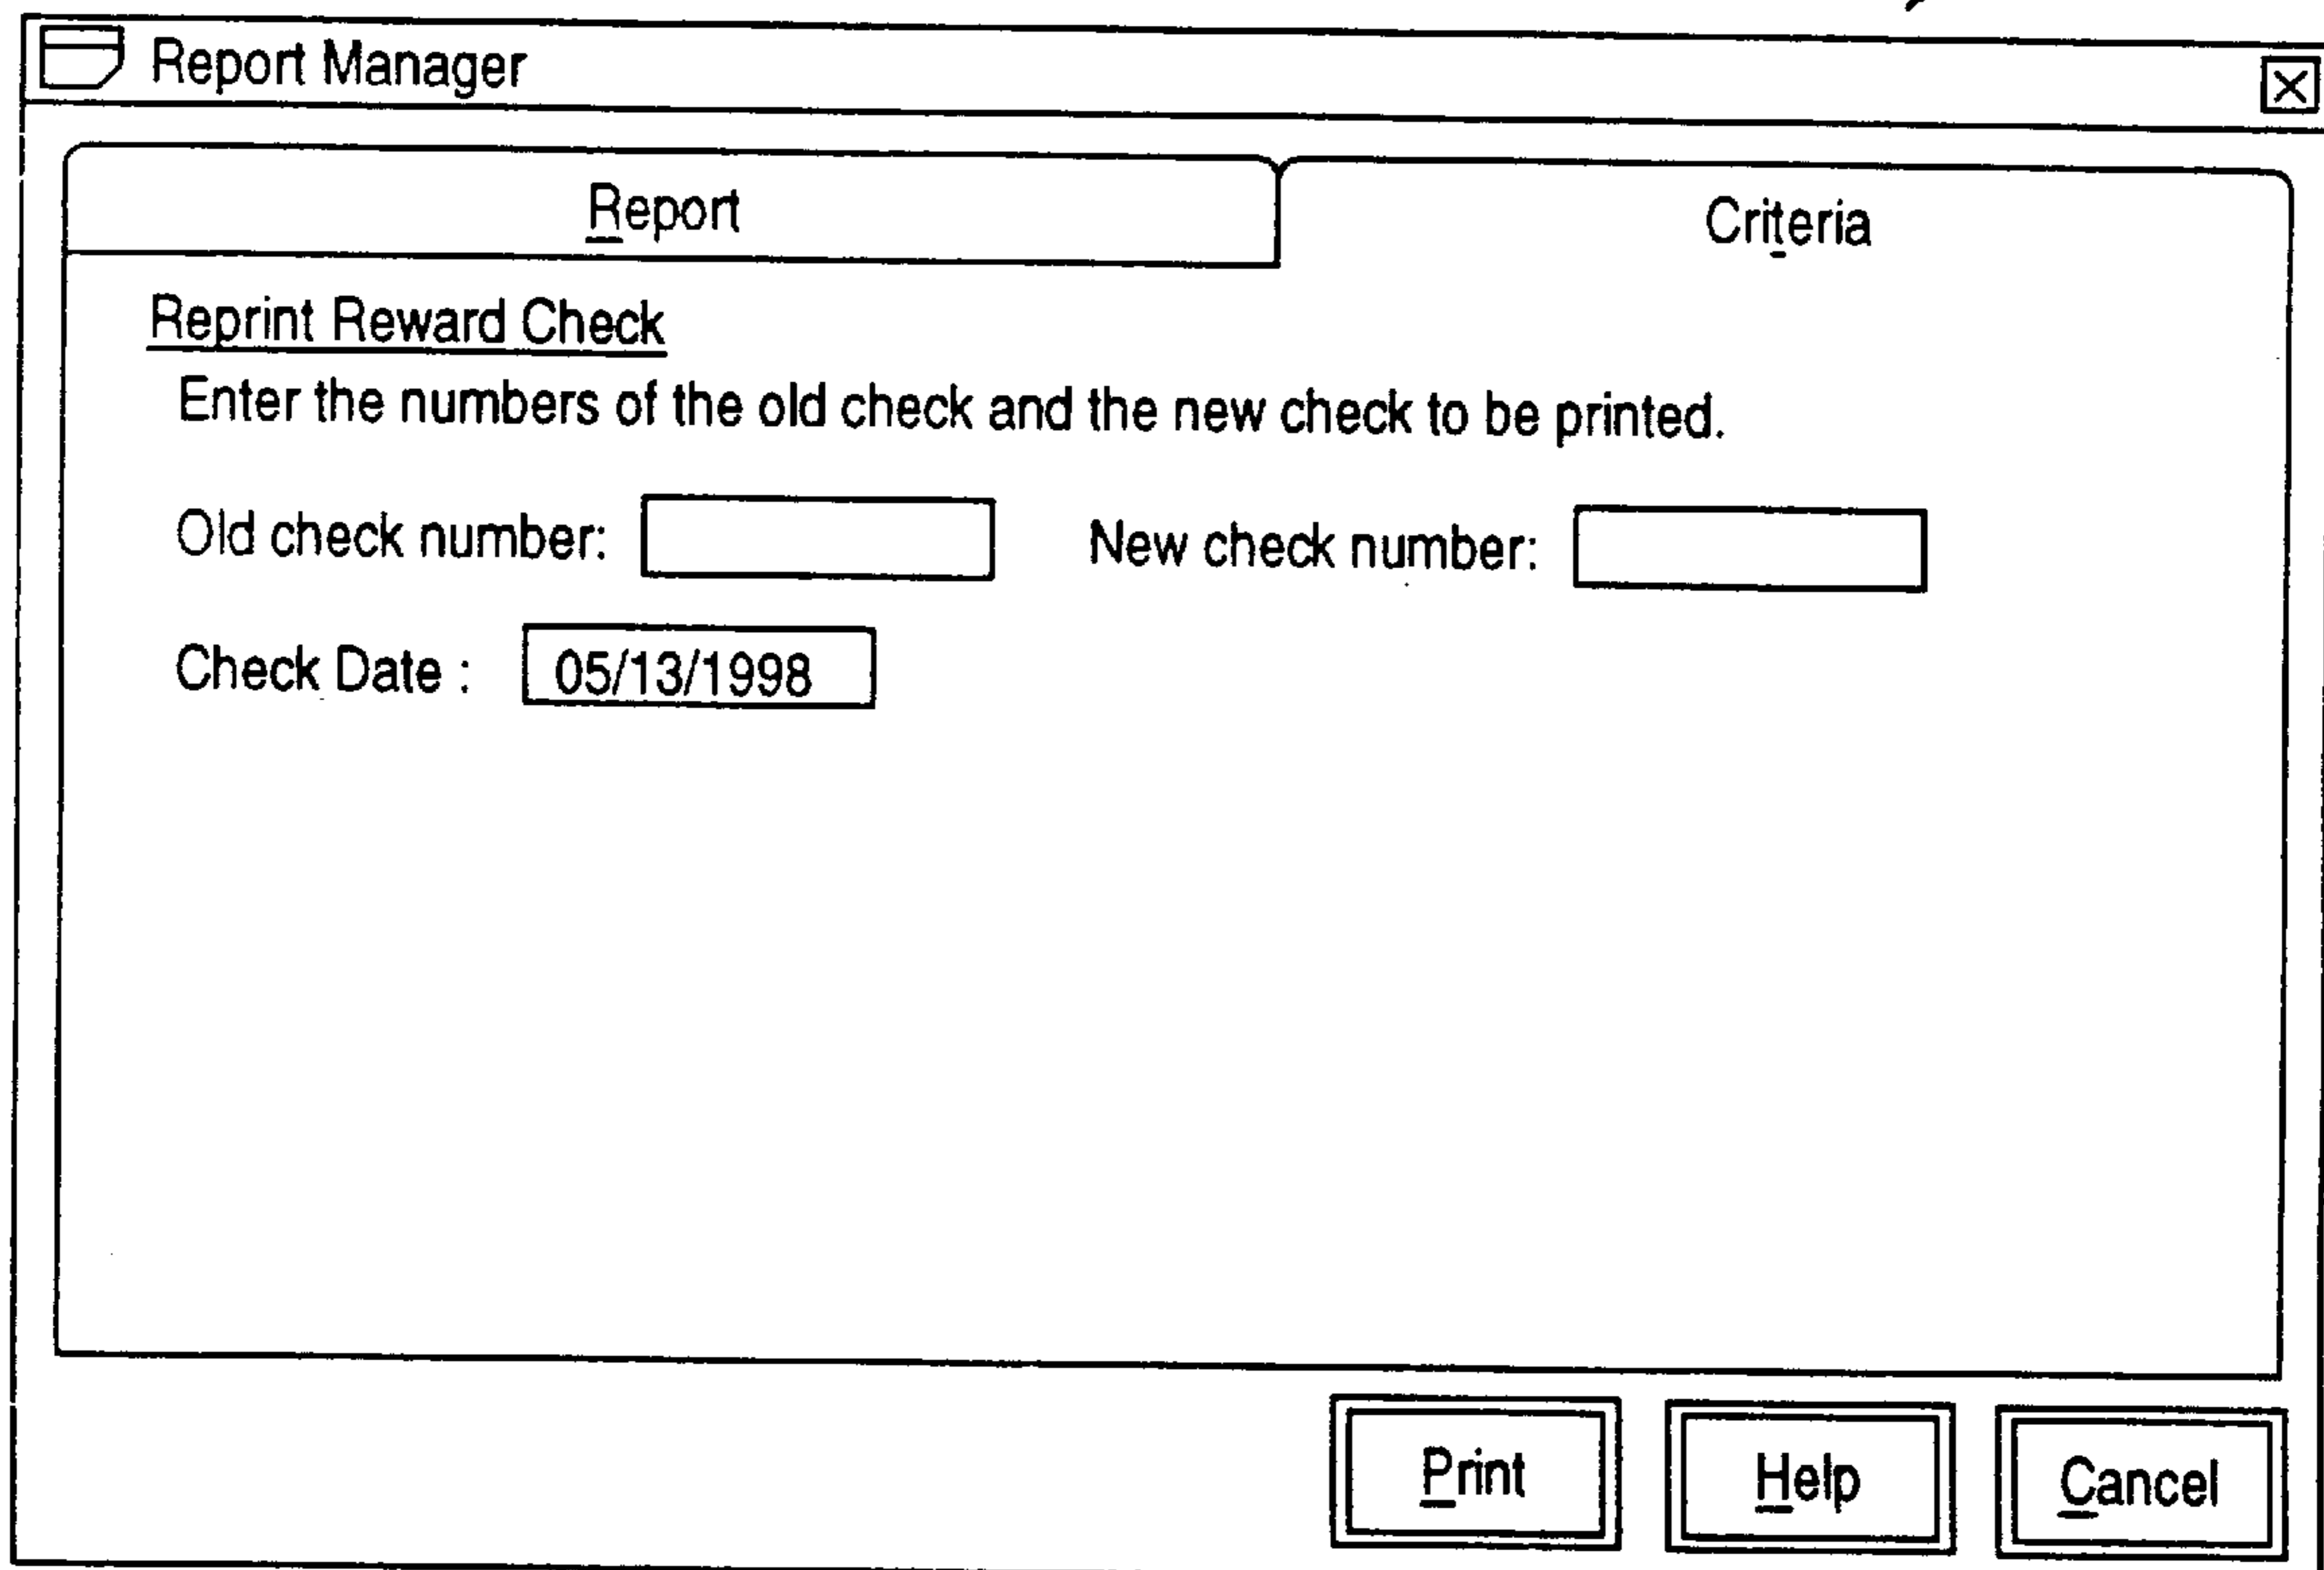 Report Manager
Report
Criteria
Reprint Reward Check
Enter the numbers of the old check and the new check to be printed.
Old check number: New check number:
Check Date : 05/13/1998
Print Help Cancel